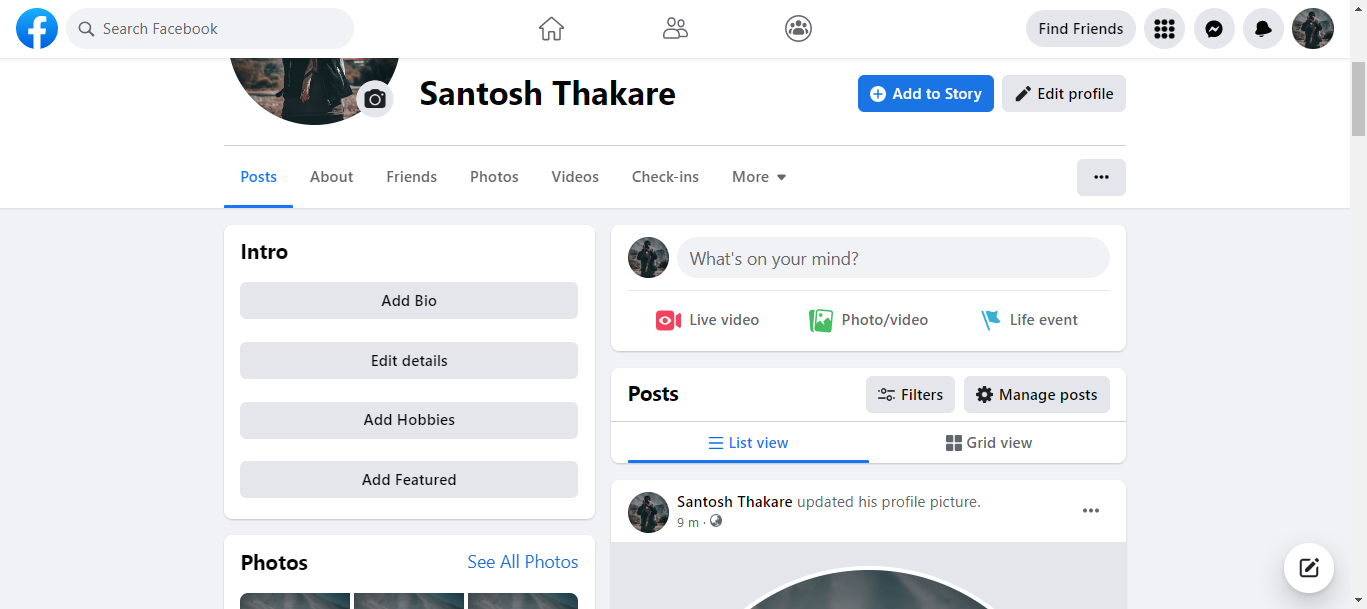 Search Facebook
Find Friends
Santosh Thakare
Add to Story
Edit profile
Posts
About
Friends
Photos
Videos
Check-ins
More
Intro
Add Bio
Edit details
Add Hobbies
Add Featured
Photos
See All Photos
What's on your mind?
Live video
Photo/video
Life event
Posts
Filters
Manage posts
List view
Grid view
Santosh Thakare updated his profile picture.
9 m ·